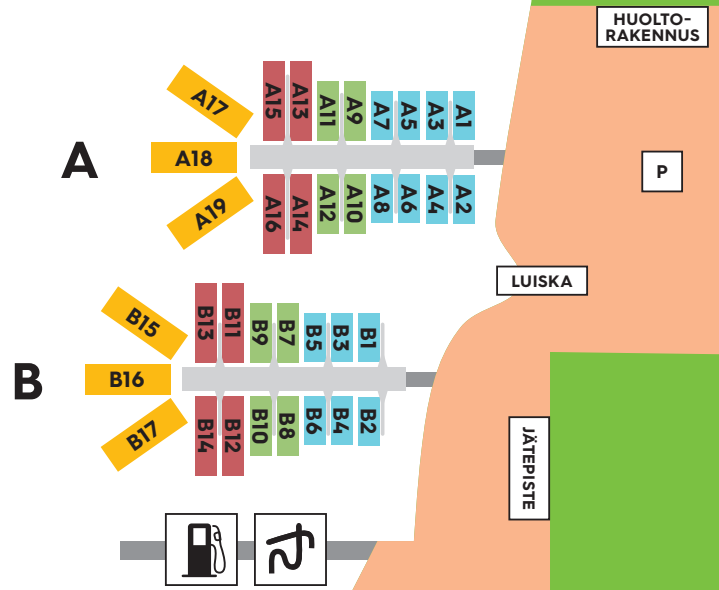 HUOLTO-
RAKENNUS
A
A17
A18
A19
A15
A13
A11
A9
A7
A5
A3
A1
A16
A14
A12
A10
A8
A6
A4
A2
P
LUISKA
B
B15
B16
B17
B13
B11
B9
B7
B5
B3
B1
B14
B12
B10
B8
B6
B4
B2
JÄTEPISTE